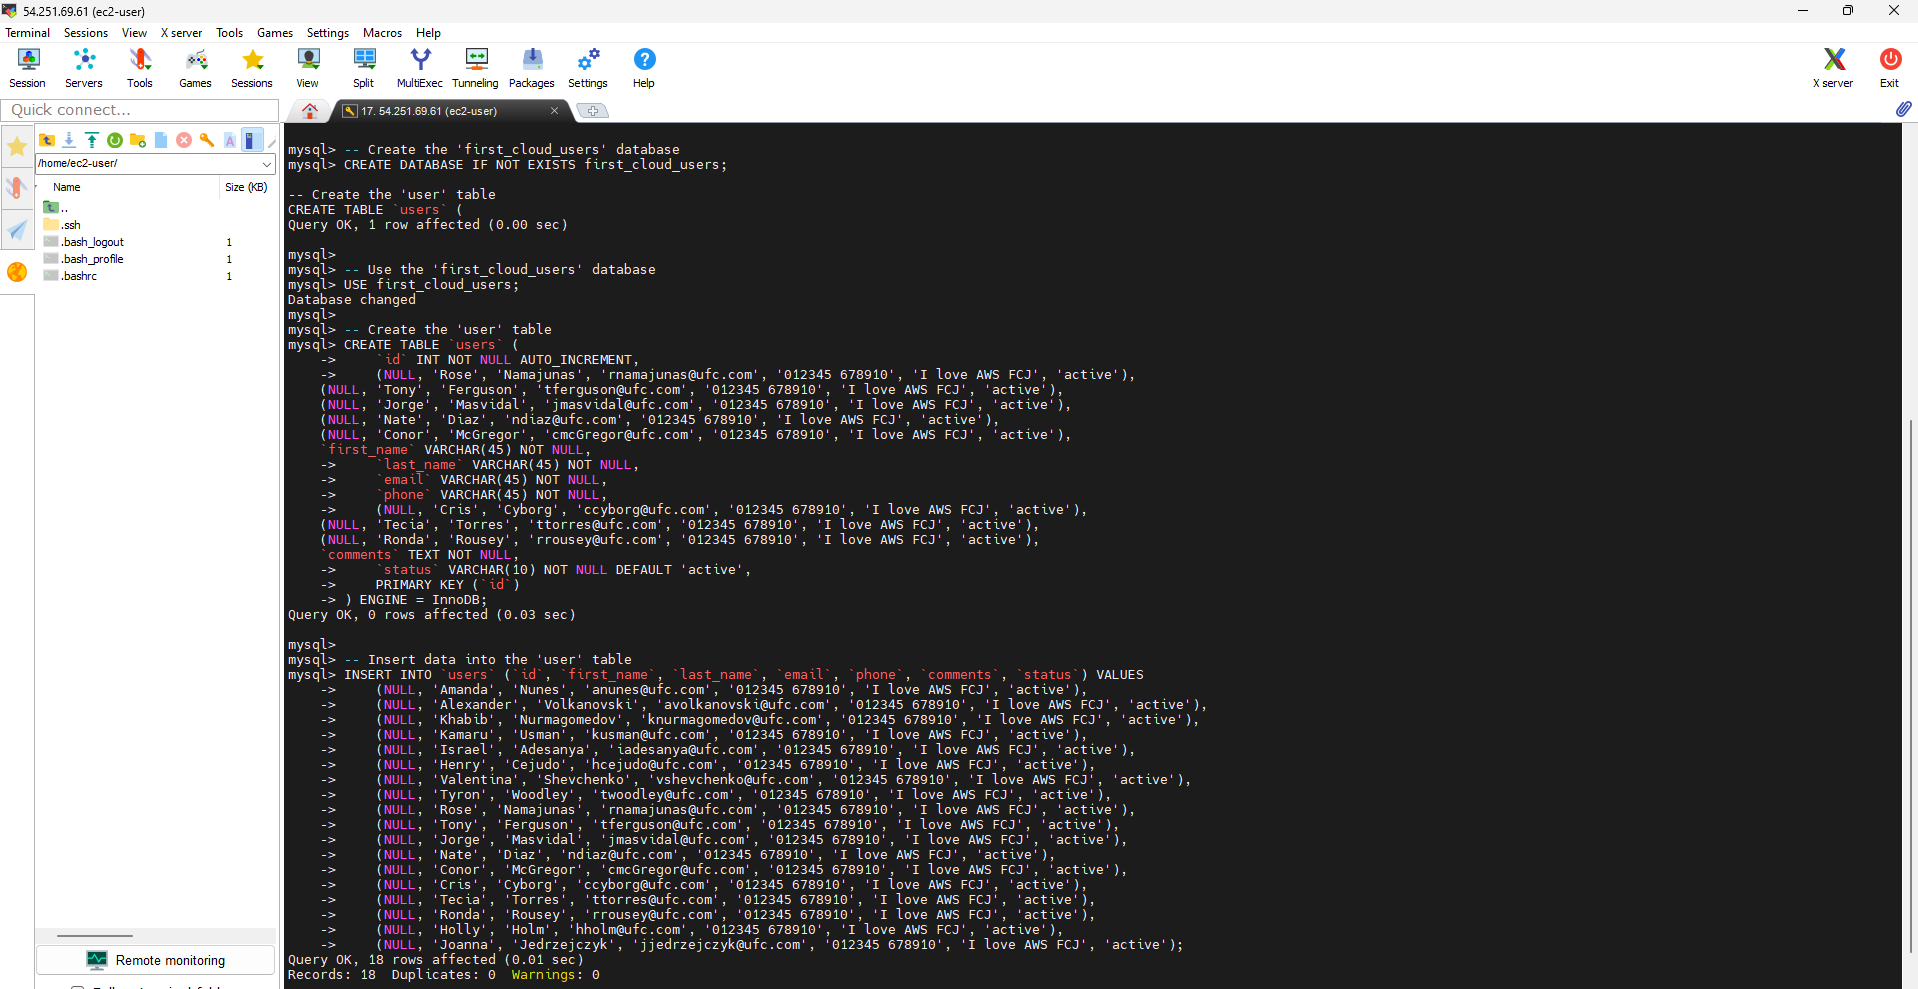 54.251.69.61 (ec2-user)
Terminal Sessions View X server Tools Games Settings Macros Help
Session Servers Tools Games Sessions View Split MultiExec Tunneling Packages Settings Help X server Exit
Quick connect...
17. 54.251.69.61 (ec2-user)
/home/ec2-user/
Name Size (KB)
..
.ssh
.bash_logout 1
.bash_profile 1
.bashrc 1
Remote monitoring
mysql> -- Create the 'first_cloud_users' database
mysql> CREATE DATABASE IF NOT EXISTS first_cloud_users;
-- Create the 'user' table
CREATE TABLE `users` (
Query OK, 1 row affected (0.00 sec)
mysql>
mysql> -- Use the 'first_cloud_users' database
mysql> USE first_cloud_users;
Database changed
mysql>
mysql> -- Create the 'user' table
mysql> CREATE TABLE `users` (
    ->     `id` INT NOT NULL AUTO_INCREMENT,
    ->     (NULL, 'Rose', 'Namajunas', 'rnamajunas@ufc.com', '012345 678910', 'I love AWS FCJ', 'active'),
    (NULL, 'Tony', 'Ferguson', 'tferguson@ufc.com', '012345 678910', 'I love AWS FCJ', 'active'),
    (NULL, 'Jorge', 'Masvidal', 'jmasvidal@ufc.com', '012345 678910', 'I love AWS FCJ', 'active'),
    (NULL, 'Nate', 'Diaz', 'ndiaz@ufc.com', '012345 678910', 'I love AWS FCJ', 'active'),
    (NULL, 'Conor', 'McGregor', 'cmcGregor@ufc.com', '012345 678910', 'I love AWS FCJ', 'active'),
    `first_name` VARCHAR(45) NOT NULL,
    ->     `last_name` VARCHAR(45) NOT NULL,
    ->     `email` VARCHAR(45) NOT NULL,
    ->     `phone` VARCHAR(45) NOT NULL,
    ->     (NULL, 'Cris', 'Cyborg', 'ccyborg@ufc.com', '012345 678910', 'I love AWS FCJ', 'active'),
    (NULL, 'Tecia', 'Torres', 'ttorres@ufc.com', '012345 678910', 'I love AWS FCJ', 'active'),
    (NULL, 'Ronda', 'Rousey', 'rrousey@ufc.com', '012345 678910', 'I love AWS FCJ', 'active'),
    `comments` TEXT NOT NULL,
    ->     `status` VARCHAR(10) NOT NULL DEFAULT 'active',
    ->     PRIMARY KEY (`id`)
    -> ) ENGINE = InnoDB;
Query OK, 0 rows affected (0.03 sec)
mysql>
mysql> -- Insert data into the 'user' table
mysql> INSERT INTO `users` (`id`, `first_name`, `last_name`, `email`, `phone`, `comments`, `status`) VALUES
    ->     (NULL, 'Amanda', 'Nunes', 'anunes@ufc.com', '012345 678910', 'I love AWS FCJ', 'active'),
    ->     (NULL, 'Alexander', 'Volkanovski', 'avolkanovski@ufc.com', '012345 678910', 'I love AWS FCJ', 'active'),
    ->     (NULL, 'Khabib', 'Nurmagomedov', 'knurmagomedov@ufc.com', '012345 678910', 'I love AWS FCJ', 'active'),
    ->     (NULL, 'Kamaru', 'Usman', 'kusman@ufc.com', '012345 678910', 'I love AWS FCJ', 'active'),
    ->     (NULL, 'Israel', 'Adesanya', 'iadesanya@ufc.com', '012345 678910', 'I love AWS FCJ', 'active'),
    ->     (NULL, 'Henry', 'Cejudo', 'hcejudo@ufc.com', '012345 678910', 'I love AWS FCJ', 'active'),
    ->     (NULL, 'Valentina', 'Shevchenko', 'vshevchenko@ufc.com', '012345 678910', 'I love AWS FCJ', 'active'),
    ->     (NULL, 'Tyron', 'Woodley', 'twoodley@ufc.com', '012345 678910', 'I love AWS FCJ', 'active'),
    ->     (NULL, 'Rose', 'Namajunas', 'rnamajunas@ufc.com', '012345 678910', 'I love AWS FCJ', 'active'),
    ->     (NULL, 'Tony', 'Ferguson', 'tferguson@ufc.com', '012345 678910', 'I love AWS FCJ', 'active'),
    ->     (NULL, 'Jorge', 'Masvidal', 'jmasvidal@ufc.com', '012345 678910', 'I love AWS FCJ', 'active'),
    ->     (NULL, 'Nate', 'Diaz', 'ndiaz@ufc.com', '012345 678910', 'I love AWS FCJ', 'active'),
    ->     (NULL, 'Conor', 'McGregor', 'cmcGregor@ufc.com', '012345 678910', 'I love AWS FCJ', 'active'),
    ->     (NULL, 'Cris', 'Cyborg', 'ccyborg@ufc.com', '012345 678910', 'I love AWS FCJ', 'active'),
    ->     (NULL, 'Tecia', 'Torres', 'ttorres@ufc.com', '012345 678910', 'I love AWS FCJ', 'active'),
    ->     (NULL, 'Ronda', 'Rousey', 'rrousey@ufc.com', '012345 678910', 'I love AWS FCJ', 'active'),
    ->     (NULL, 'Holly', 'Holm', 'hholm@ufc.com', '012345 678910', 'I love AWS FCJ', 'active'),
    ->     (NULL, 'Joanna', 'Jedrzejczyk', 'jjedrzejczyk@ufc.com', '012345 678910', 'I love AWS FCJ', 'active');
Query OK, 18 rows affected (0.01 sec)
Records: 18  Duplicates: 0  Warnings: 0